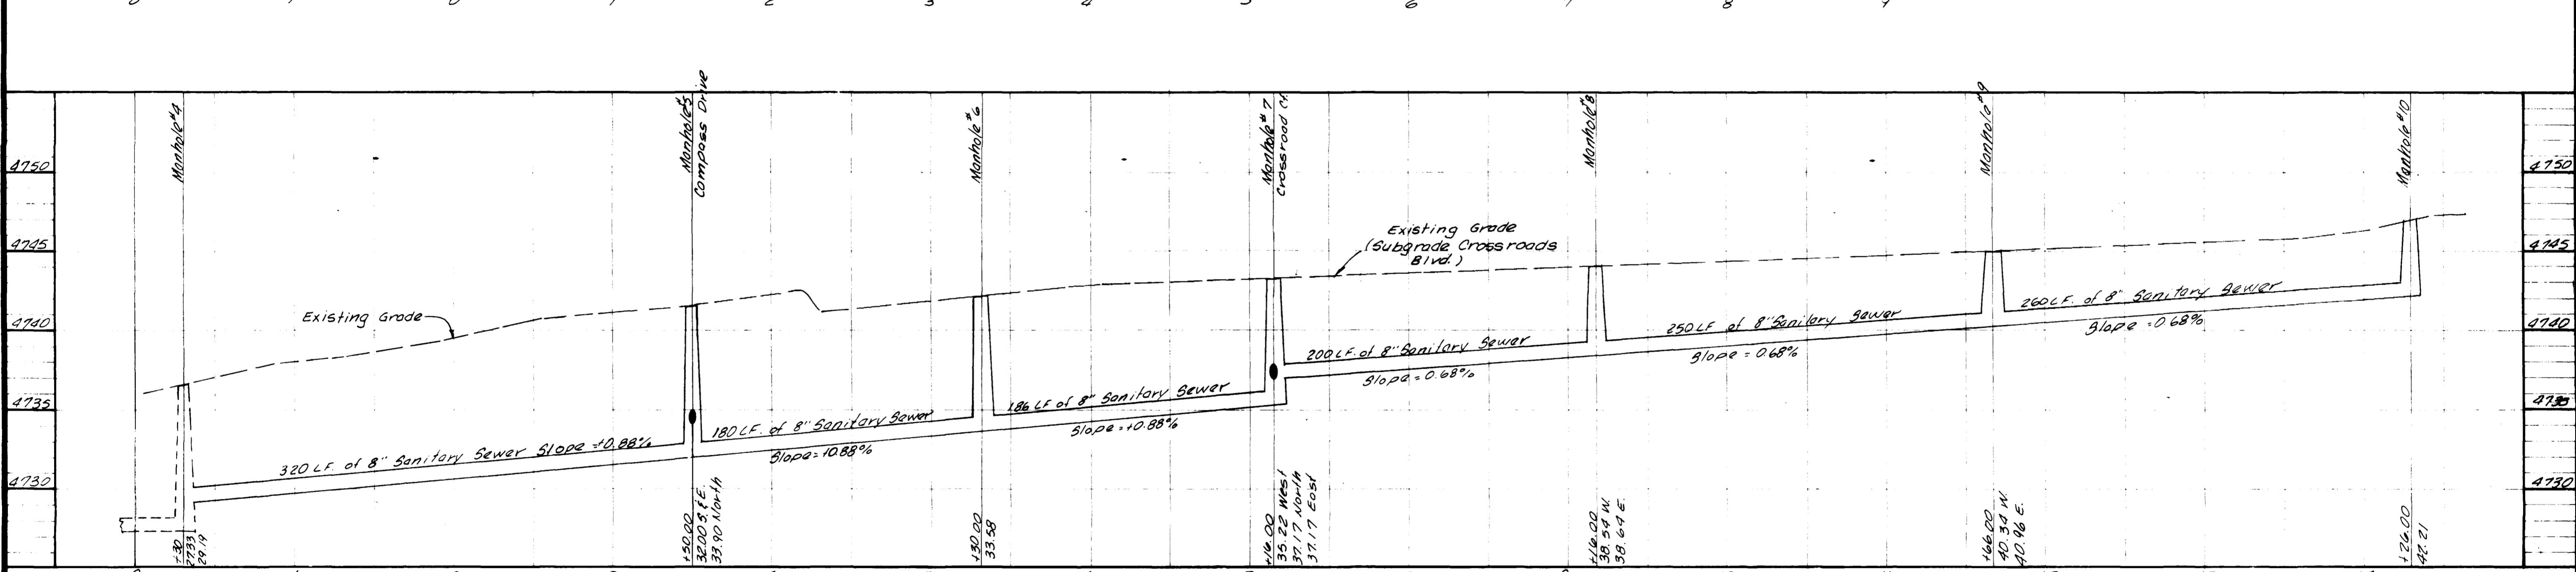 Manhole #4
Manhole #5
Compass Drive
Manhole #6
Manhole #7
Crossroad Ct.
Manhole #8
Manhole #9
Manhole #10
4750
4750
4745
4745
4740
4740
4735
4735
4730
4730
Existing Grade
(Subgrade Crossroads
Blvd.)
Existing Grade
320 LF. of 8" Sanitary Sewer Slope = +0.88%
180 LF. of 8" Sanitary Sewer
Slope = +0.88%
186 LF of 8" Sanitary Sewer
Slope = +0.88%
200 LF. of 8" Sanitary Sewer
Slope = 0.68%
250 LF of 8" Sanitary Sewer
Slope = 0.68%
260 LF. of 8" Sanitary Sewer
Slope = 0.68%
+30
27.33
29.19
+50.00
32.00 S.&E.
33.90 North
+30.00
33.58
+16.00
35.22 West
37.17 North
37.17 East
+16.00
38.54 W.
38.64 E.
+66.00
40.34 W.
40.96 E.
+26.00
42.21